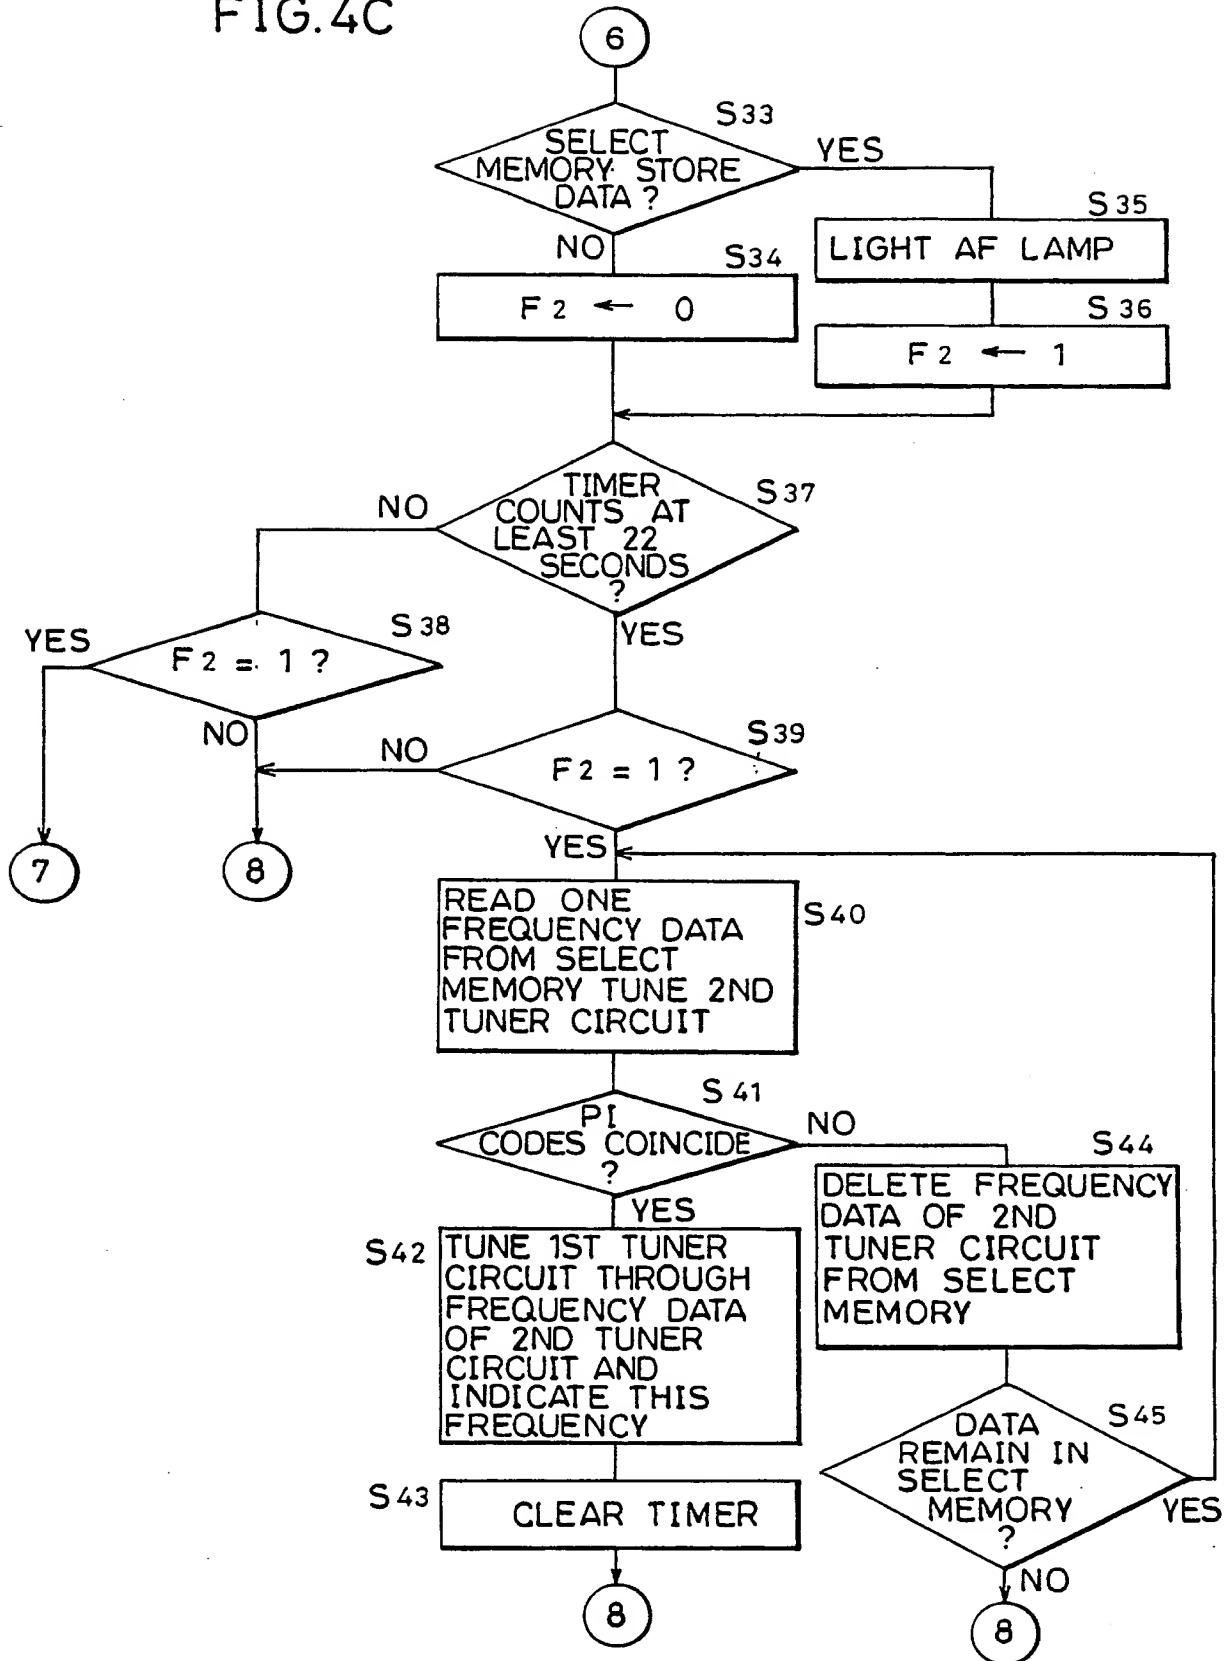 FIG.4C
6
S33
SELECT
MEMORY STORE
DATA ?
YES
NO
S35
LIGHT AF LAMP
S34
F2 ← 0
S36
F2 ← 1
TIMER
COUNTS AT
LEAST 22
SECONDS
?
S37
NO
YES
S38
F2 = 1 ?
YES
NO
S39
F2 = 1 ?
NO
YES
7
8
S40
READ ONE
FREQUENCY DATA
FROM SELECT
MEMORY TUNE 2ND
TUNER CIRCUIT
S41
PI
CODES COINCIDE
?
NO
YES
S44
DELETE FREQUENCY
DATA OF 2ND
TUNER CIRCUIT
FROM SELECT
MEMORY
S42
TUNE 1ST TUNER
CIRCUIT THROUGH
FREQUENCY DATA
OF 2ND TUNER
CIRCUIT AND
INDICATE THIS
FREQUENCY
S45
DATA
REMAIN IN
SELECT
MEMORY
?
YES
NO
S43
CLEAR TIMER
8
8